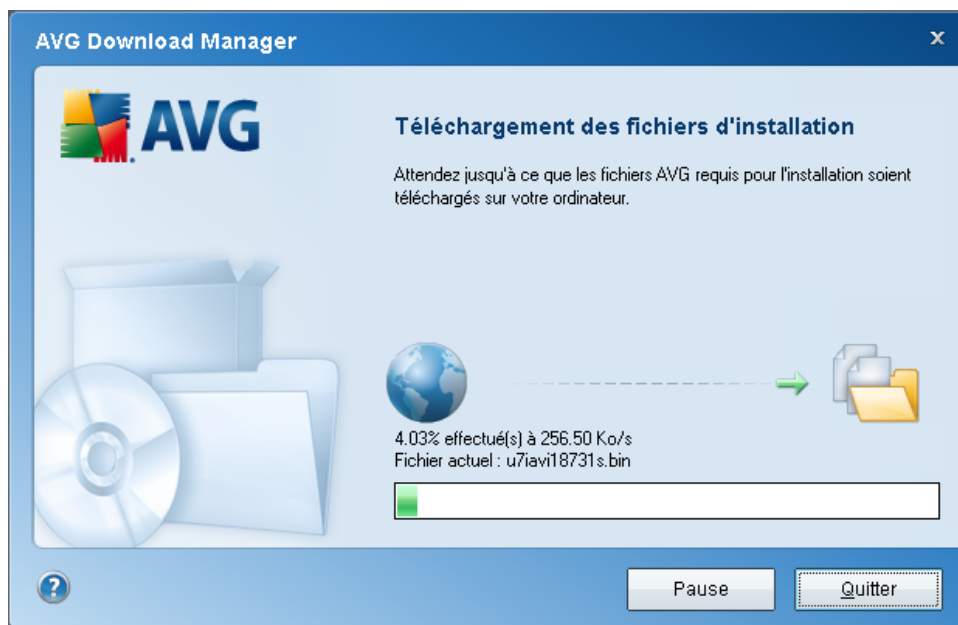 AVG Download Manager
x
AVG
Téléchargement des fichiers d'installation
Attendez jusqu'à ce que les fichiers AVG requis pour l'installation soient
téléchargés sur votre ordinateur.
4.03% effectué(s) à 256.50 Ko/s
Fichier actuel : u7iavi18731s.bin
?
Pause
Quitter